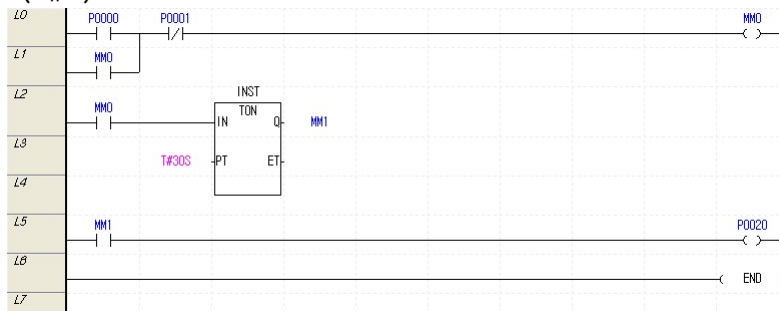 L0 P0000 P0001 MM0
L1 MM0
L2 INST
MM0 TON
IN Q MM1
L3
T#30S PT ET
L4
L5 MM1 P0020
L6 END
L7